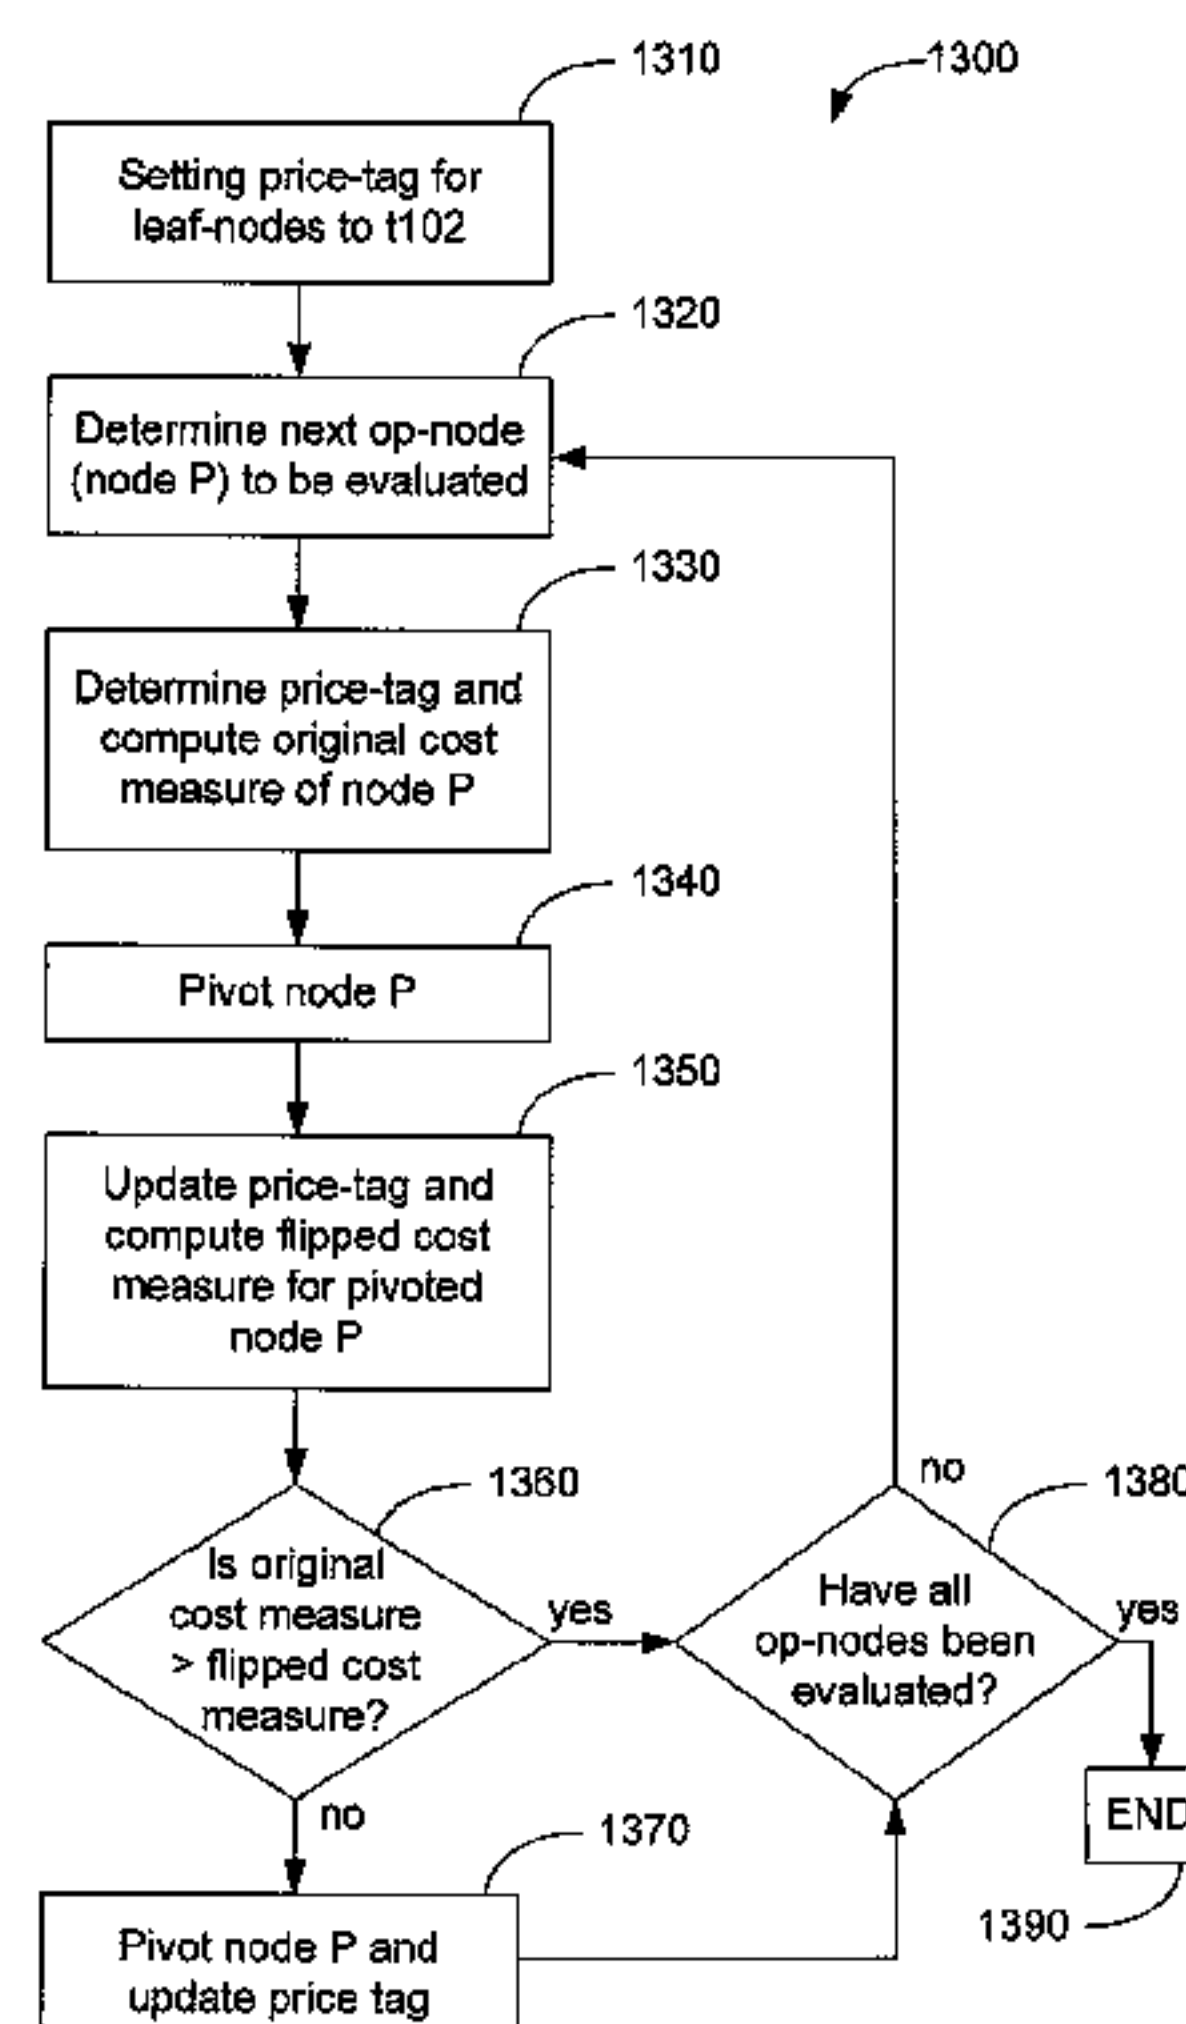 1310
1300
Setting price-tag for
leaf-nodes to t102
1320
Determine next op-node
(node P) to be evaluated
1330
Determine price-tag and
compute original cost
measure of node P
1340
Pivot node P
1350
Update price-tag and
compute flipped cost
measure for pivoted
node P
1360
Is original
cost measure
> flipped cost
measure?
yes
no
1380
Have all
op-nodes been
evaluated?
no
yes
END
1390
1370
Pivot node P and
update price tag